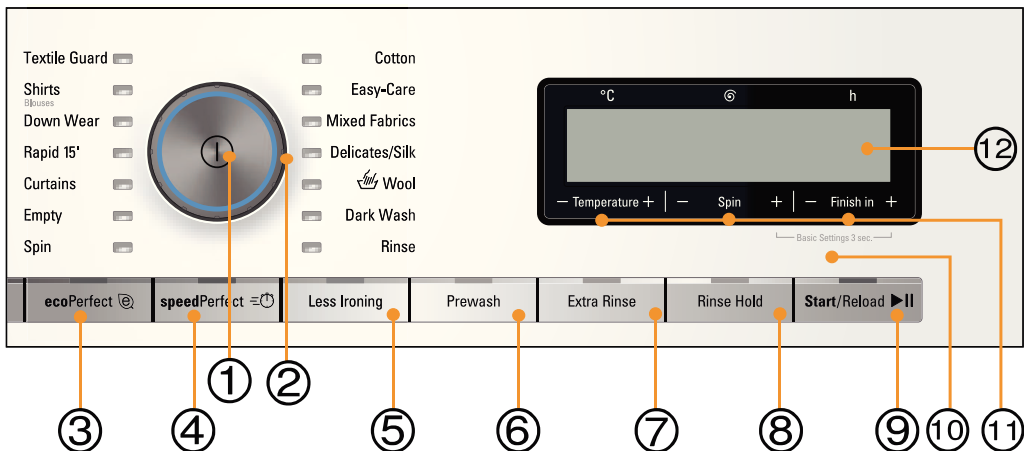 Textile Guard
Shirts
Blouses
Down Wear
Rapid 15'
Curtains
Empty
Spin
Cotton
Easy-Care
Mixed Fabrics
Delicates/Silk
Wool
Dark Wash
Rinse
°C h
− Temperature + − Spin + − Finish in +
Basic Settings 3 sec.
ecoPerfect speedPerfect Less Ironing Prewash Extra Rinse Rinse Hold Start/Reload
① ② ③ ④ ⑤ ⑥ ⑦ ⑧ ⑨ ⑩ ⑪ ⑫